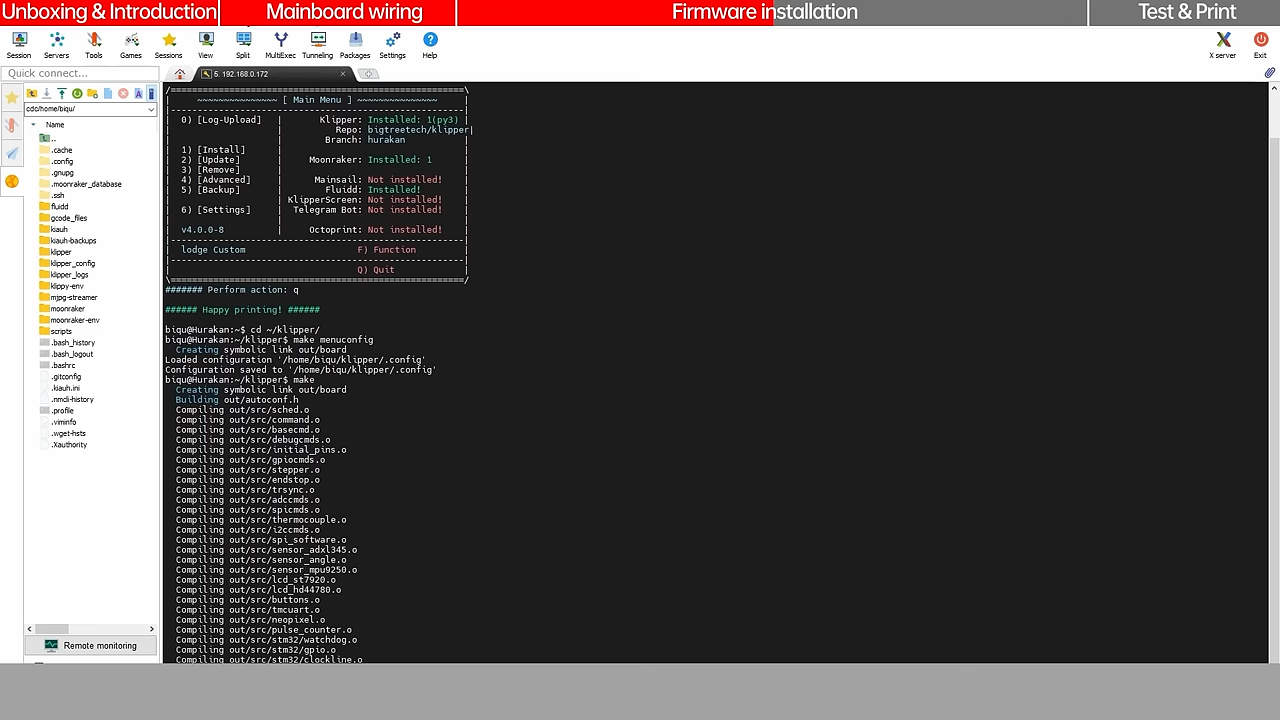 Unboxing & Introduction Mainboard wiring Firmware installation Test & Print
Session Servers Tools Games Sessions View Split MultiExec Tunneling Packages Settings Help X server Exit
Quick connect...
5. 192.168.0.172
/home/biqu/
Name
..
.cache
.config
.gnupg
.moonraker_database
.ssh
fluidd
gcode_files
kiauh
kiauh-backups
klipper
klipper_config
klipper_logs
klippy-env
mjpg-streamer
moonraker
moonraker-env
scripts
.bash_history
.bash_logout
.bashrc
.gitconfig
.kiauh.ini
.nmcli-history
.profile
.viminfo
.wget-hsts
.Xauthority
Remote monitoring
/=======================================================\
| ~~~~~~~~~~~~~~~ [ Main Menu ] ~~~~~~~~~~~~~~~ |
|-------------------------------------------------------|
| 0) [Log-Upload] | Klipper: Installed: 1(py3) |
| | Repo: bigtreetech/klipper|
| | Branch: hurakan |
| 1) [Install] | |
| 2) [Update] | Moonraker: Installed: 1 |
| 3) [Remove] | |
| 4) [Advanced] | Mainsail: Not installed! |
| 5) [Backup] | Fluidd: Installed! |
| | KlipperScreen: Not installed! |
| 6) [Settings] | Telegram Bot: Not installed! |
| | |
| v4.0.0-8 | Octoprint: Not installed! |
|-------------------------------------------------------|
| lodge Custom F) Function |
|-------------------------------------------------------|
| Q) Quit |
\=======================================================/
####### Perform action: q
###### Happy printing! ######
biqu@Hurakan:~$ cd ~/klipper/
biqu@Hurakan:~/klipper$ make menuconfig
Creating symbolic link out/board
Loaded configuration '/home/biqu/klipper/.config'
Configuration saved to '/home/biqu/klipper/.config'
biqu@Hurakan:~/klipper$ make
Creating symbolic link out/board
Building out/autoconf.h
Compiling out/src/sched.o
Compiling out/src/command.o
Compiling out/src/basecmd.o
Compiling out/src/debugcmds.o
Compiling out/src/initial_pins.o
Compiling out/src/gpiocmds.o
Compiling out/src/stepper.o
Compiling out/src/endstop.o
Compiling out/src/trsync.o
Compiling out/src/adccmds.o
Compiling out/src/spicmds.o
Compiling out/src/thermocouple.o
Compiling out/src/i2ccmds.o
Compiling out/src/spi_software.o
Compiling out/src/sensor_adxl345.o
Compiling out/src/sensor_angle.o
Compiling out/src/sensor_mpu9250.o
Compiling out/src/lcd_st7920.o
Compiling out/src/lcd_hd44780.o
Compiling out/src/buttons.o
Compiling out/src/tmcuart.o
Compiling out/src/neopixel.o
Compiling out/src/pulse_counter.o
Compiling out/src/stm32/watchdog.o
Compiling out/src/stm32/gpio.o
Compiling out/src/stm32/clockline.o